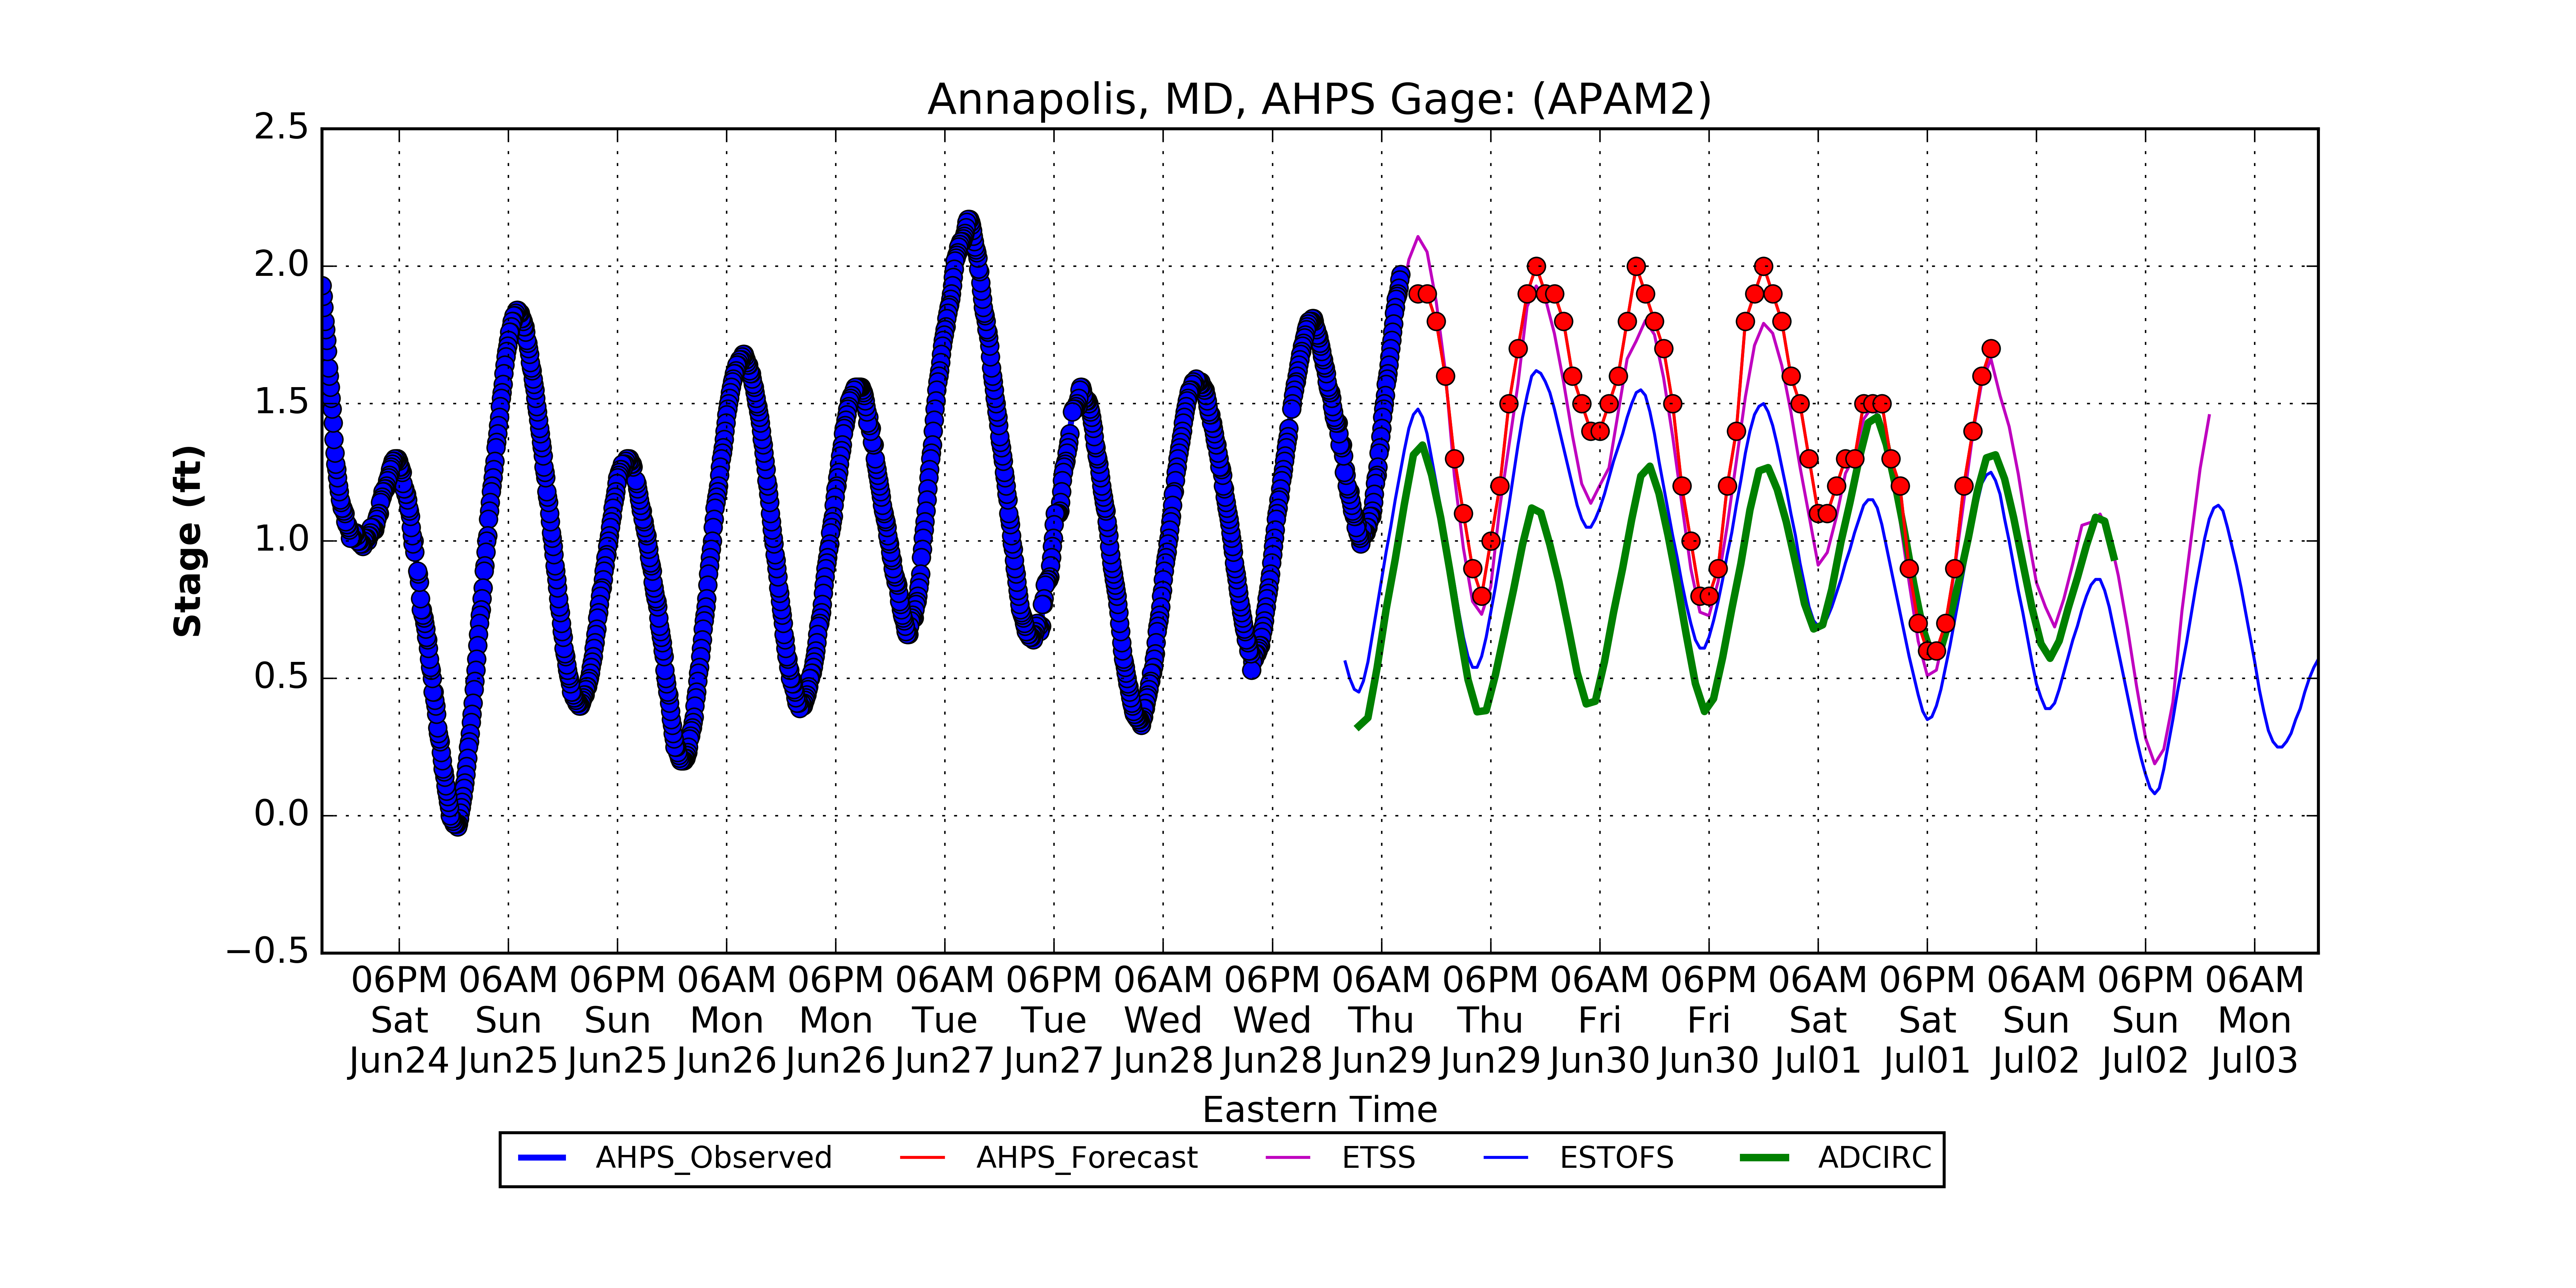 Annapolis, MD, AHPS Gage: (APAM2)
2.5
2.0
1.5
1.0
0.5
0.0
−0.5
Stage (ft)
06PM 06AM 06PM 06AM 06PM 06AM 06PM 06AM 06PM 06AM 06PM 06AM 06PM 06AM 06PM 06AM 06PM 06AM
Sat Sun Sun Mon Mon Tue Tue Wed Wed Thu Thu Fri Fri Sat Sat Sun Sun Mon
Jun24 Jun25 Jun25 Jun26 Jun26 Jun27 Jun27 Jun28 Jun28 Jun29 Jun29 Jun30 Jun30 Jul01 Jul01 Jul02 Jul02 Jul03
Eastern Time
AHPS_Observed AHPS_Forecast ETSS ESTOFS ADCIRC